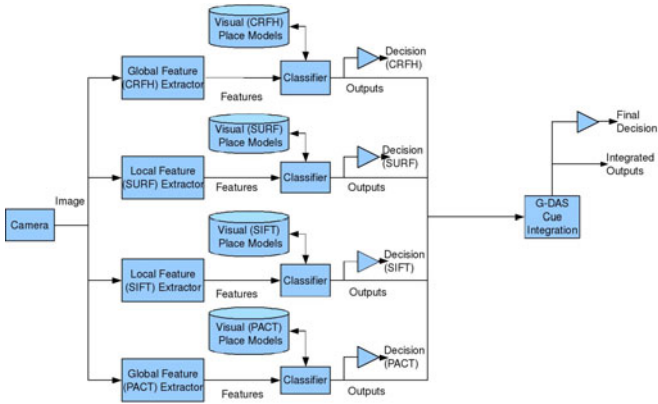 Visual (CRFH)
Place Models
Decision
(CRFH)
Global Feature
(CRFH) Extractor
Features
Classifier
Outputs
Visual (SURF)
Place Models
Decision
(SURF)
Local Feature
(SURF) Extractor
Features
Classifier
Outputs
Final
Decision
Integrated
Outputs
Image
Camera
G-DAS
Cue
Integration
Visual (SIFT)
Place Models
Decision
(SIFT)
Local Feature
(SIFT) Extractor
Features
Classifier
Outputs
Visual (PACT)
Place Models
Decision
(PACT)
Global Feature
(PACT) Extractor
Features
Classifier
Outputs